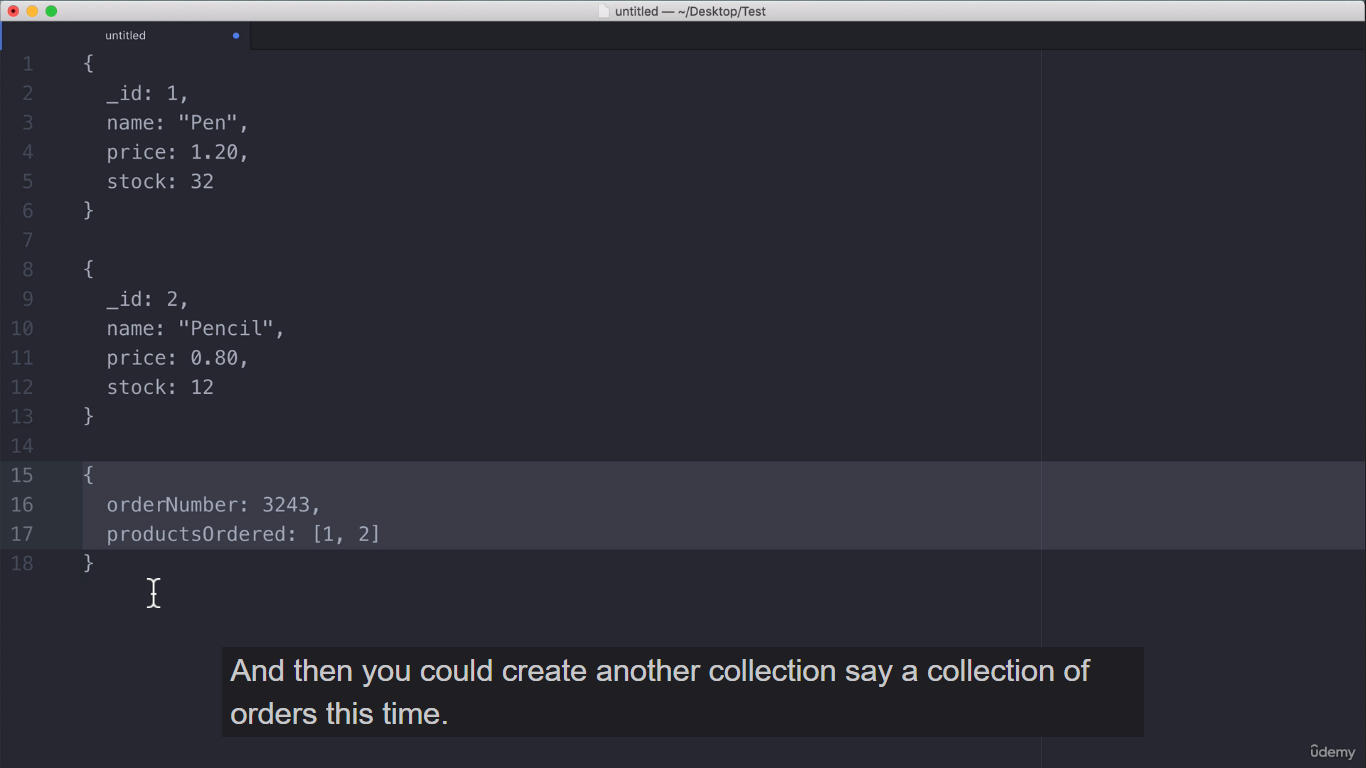 untitled — ~/Desktop/Test
untitled
1 {
2 _id: 1,
3 name: "Pen",
4 price: 1.20,
5 stock: 32
6 }
7
8 {
9 _id: 2,
10 name: "Pencil",
11 price: 0.80,
12 stock: 12
13 }
14
15 {
16 orderNumber: 3243,
17 productsOrdered: [1, 2]
18 }
And then you could create another collection say a collection of
orders this time.
ûdemy